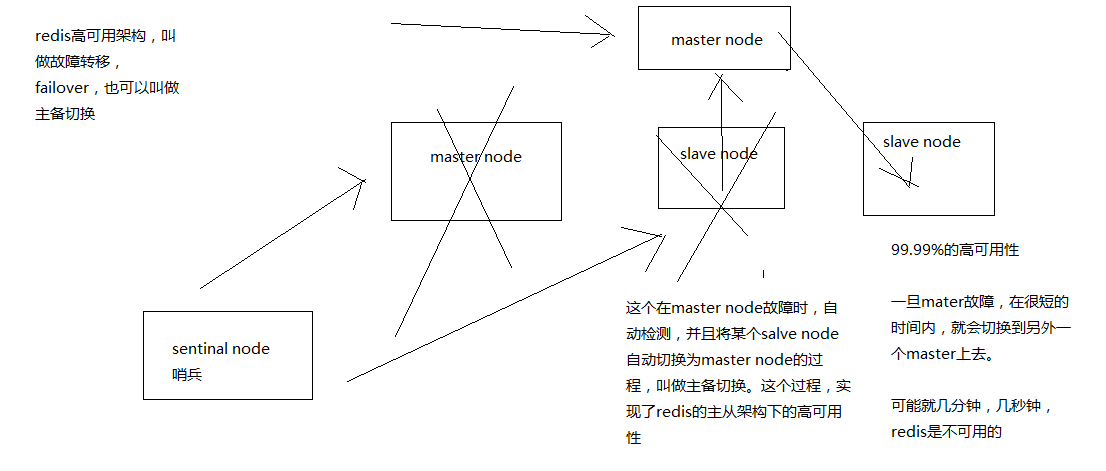 redis高可用架构，叫
做故障转移，
failover，也可以叫做
主备切换
master node
master node
slave node
slave node
sentinal node
哨兵
这个在master node故障时，自
动检测，并且将某个salve node
自动切换为master node的过
程，叫做主备切换。这个过程，实
现了redis的主从架构下的高可用
性
99.99%的高可用性
一旦mater故障，在很短的
时间内，就会切换到另外一
个master上去。
可能就几分钟，几秒钟，
redis是不可用的